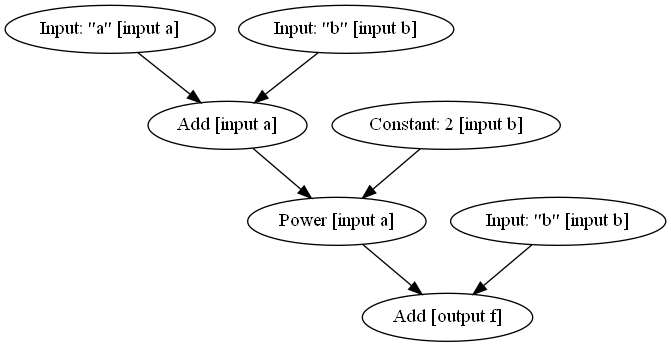 Input: "a" [input a]
Input: "b" [input b]
Add [input a]
Constant: 2 [input b]
Power [input a]
Input: "b" [input b]
Add [output f]